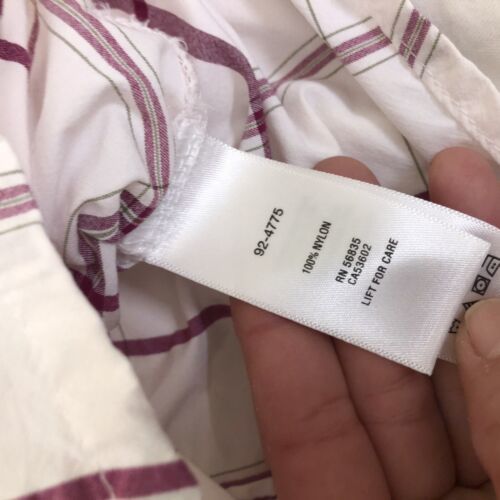 92-4775
100% NYLON
RN 56835
CA53602
LIFT FOR CARE